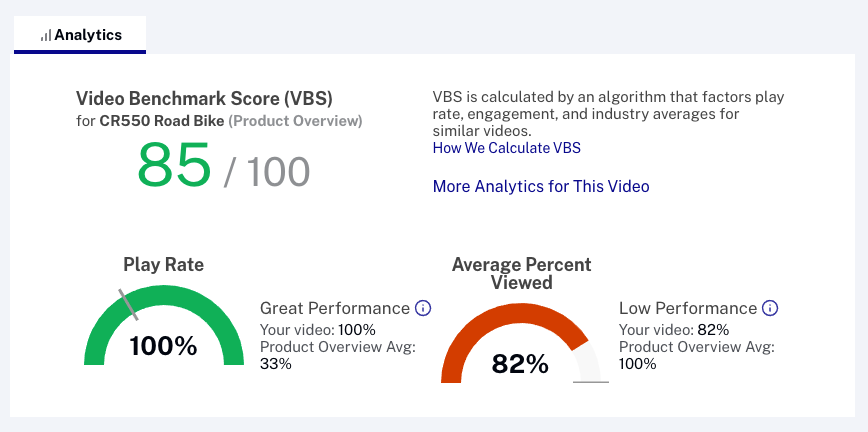 Analytics
Video Benchmark Score (VBS)
for CR550 Road Bike (Product Overview)
85 / 100
VBS is calculated by an algorithm that factors play
rate, engagement, and industry averages for
similar videos.
How We Calculate VBS
More Analytics for This Video
Play Rate
100%
Great Performance
Your video: 100%
Product Overview Avg:
33%
Average Percent
Viewed
82%
Low Performance
Your video: 82%
Product Overview Avg:
100%